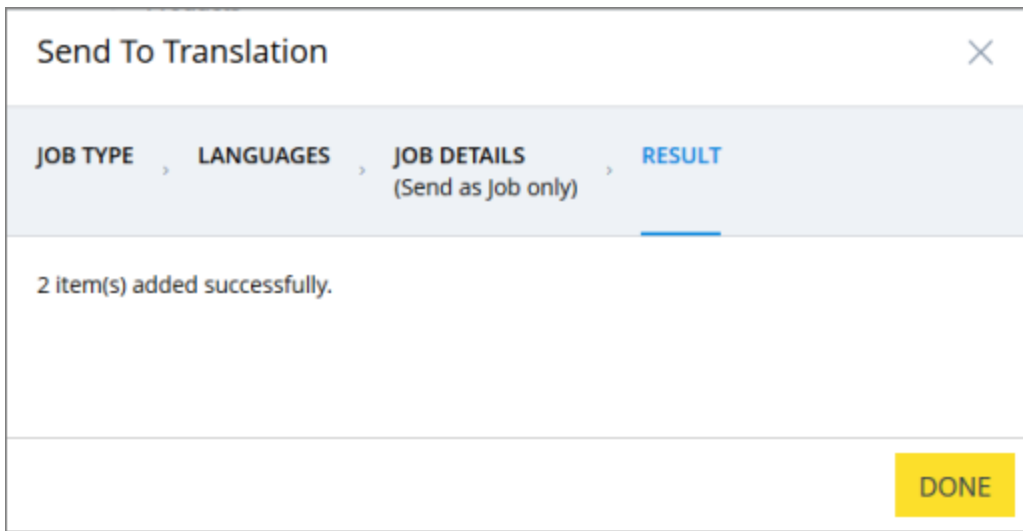 Send To Translation
JOB TYPE › LANGUAGES › JOB DETAILS › RESULT
(Send as Job only)
2 item(s) added successfully.
DONE